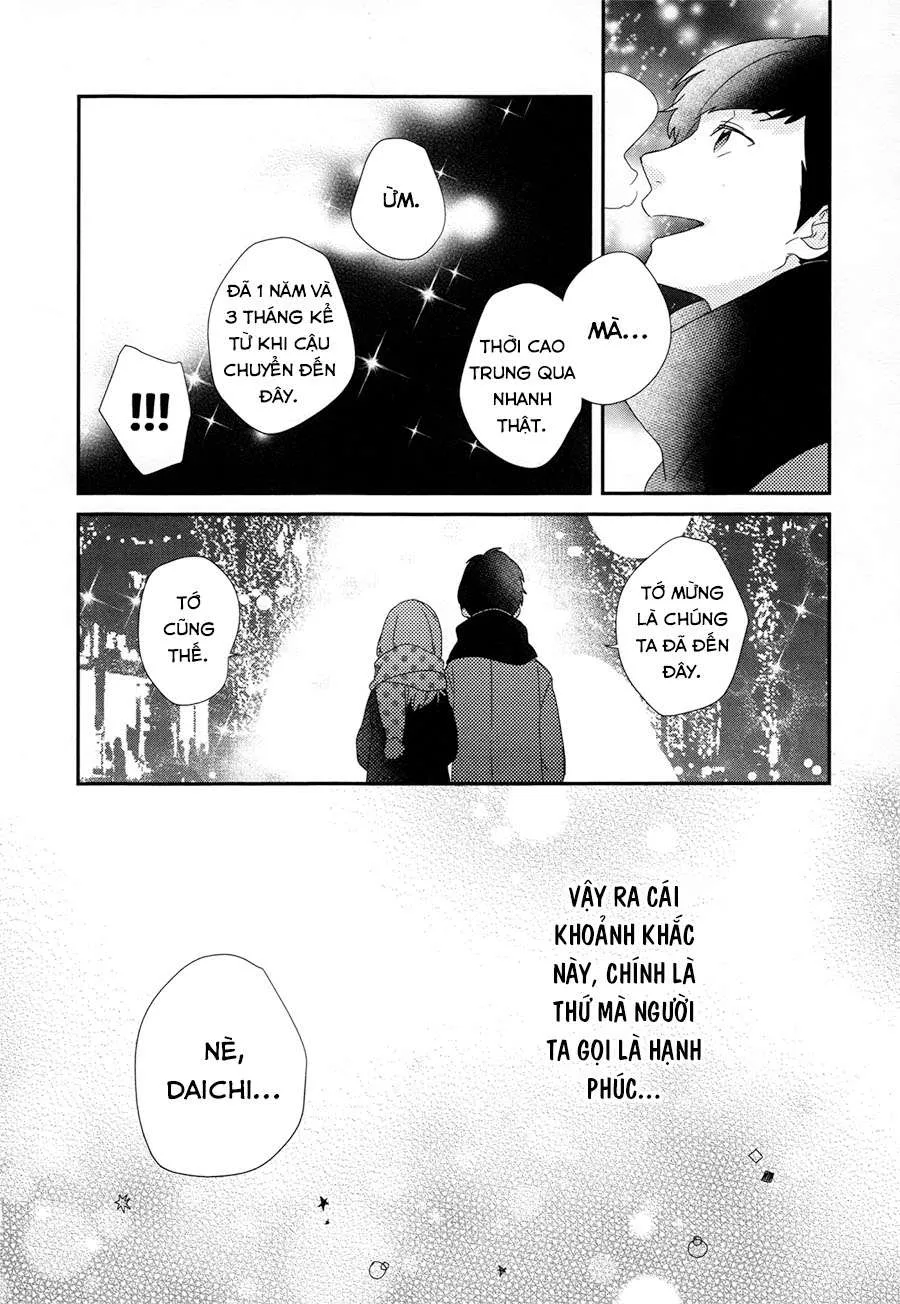 MÀ...
THỜI CAO
TRUNG QUA
NHANH
THẬT.
ỪM.
ĐÃ 1 NĂM VÀ
3 THÁNG KỂ
TỪ KHI CẬU
CHUYỂN ĐẾN
ĐÂY.
!!!
TỚ MỪNG
LÀ CHÚNG
TA ĐÃ ĐẾN
ĐÂY.
TỚ
CŨNG
THẾ.
VẬY RA CÁI
KHOẢNH KHẮC
NÀY, CHÍNH LÀ
THỨ MÀ NGƯỜI
TA GỌI LÀ HẠNH
PHÚC...
NÈ,
DAICHI...